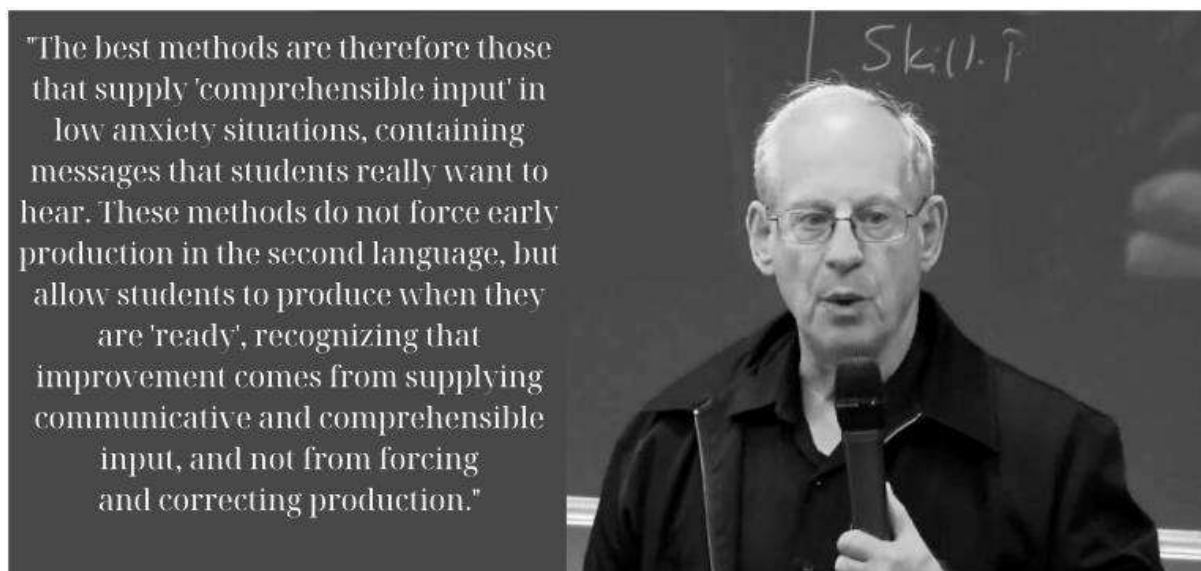 "The best methods are therefore those
that supply 'comprehensible input' in
low anxiety situations, containing
messages that students really want to
hear. These methods do not force early
production in the second language, but
allow students to produce when they
are 'ready', recognizing that
improvement comes from supplying
communicative and comprehensible
input, and not from forcing
and correcting production."
Skill